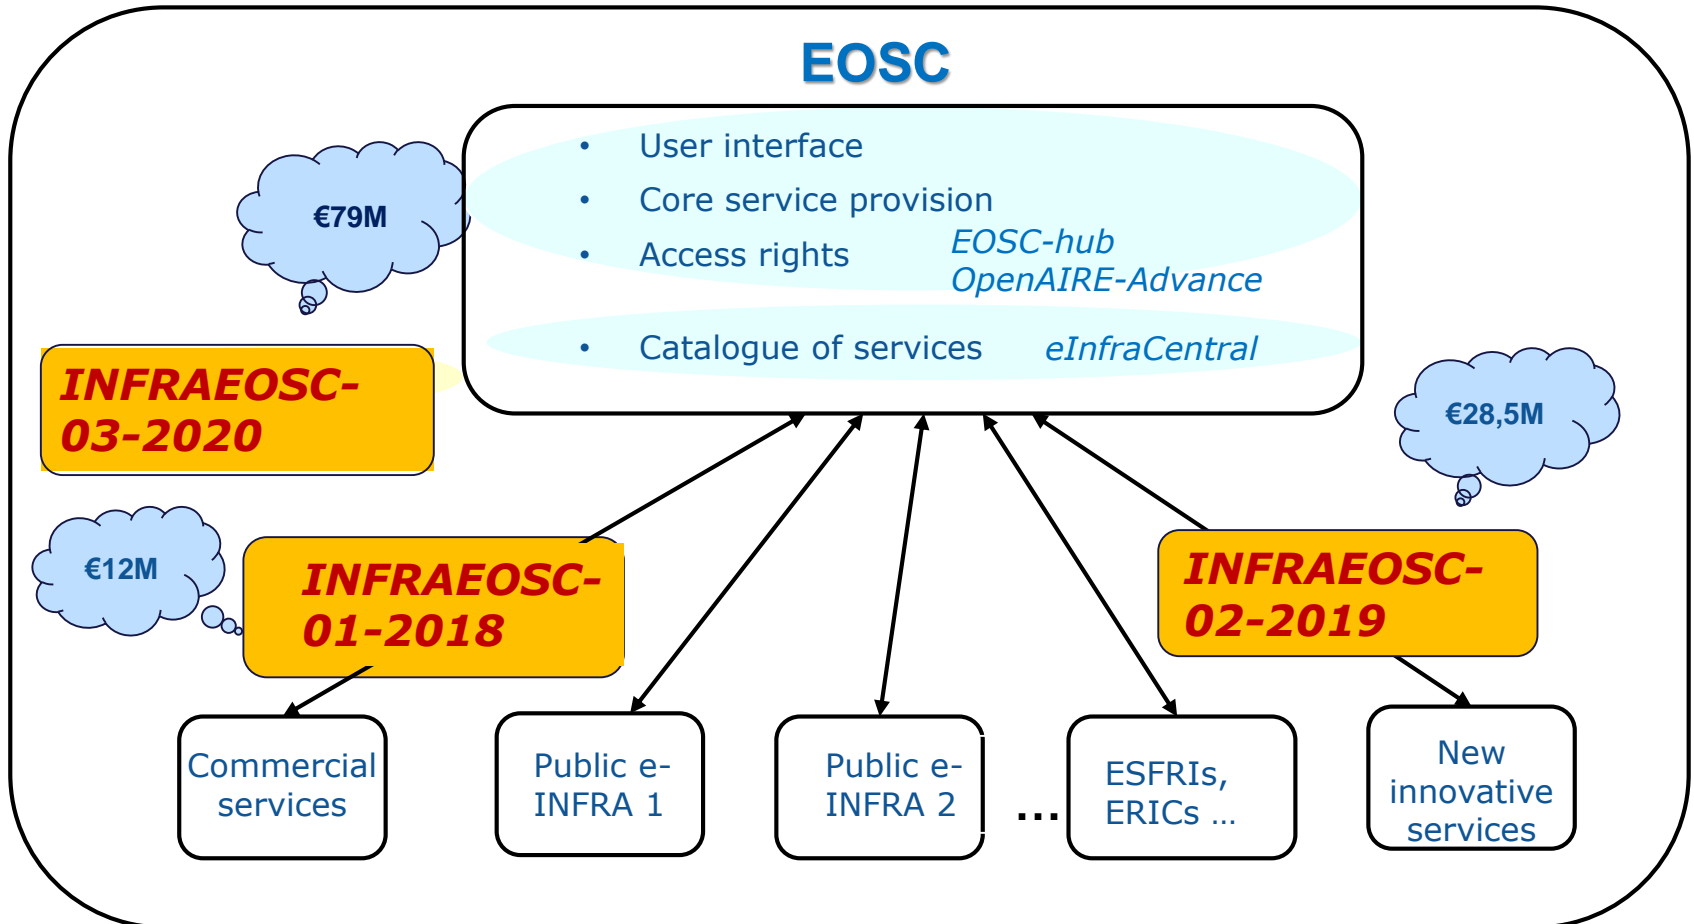 EOSC
• User interface
• Core service provision
• Access rights
EOSC-hub
OpenAIRE-Advance
• Catalogue of services eInfraCentral
€79M
INFRAEOSC-
03-2020
€28,5M
€12M
INFRAEOSC-
01-2018
INFRAEOSC-
02-2019
Commercial
services
Public e-
INFRA 1
Public e-
INFRA 2
...
ESFRIs,
ERICs …
New
innovative
services